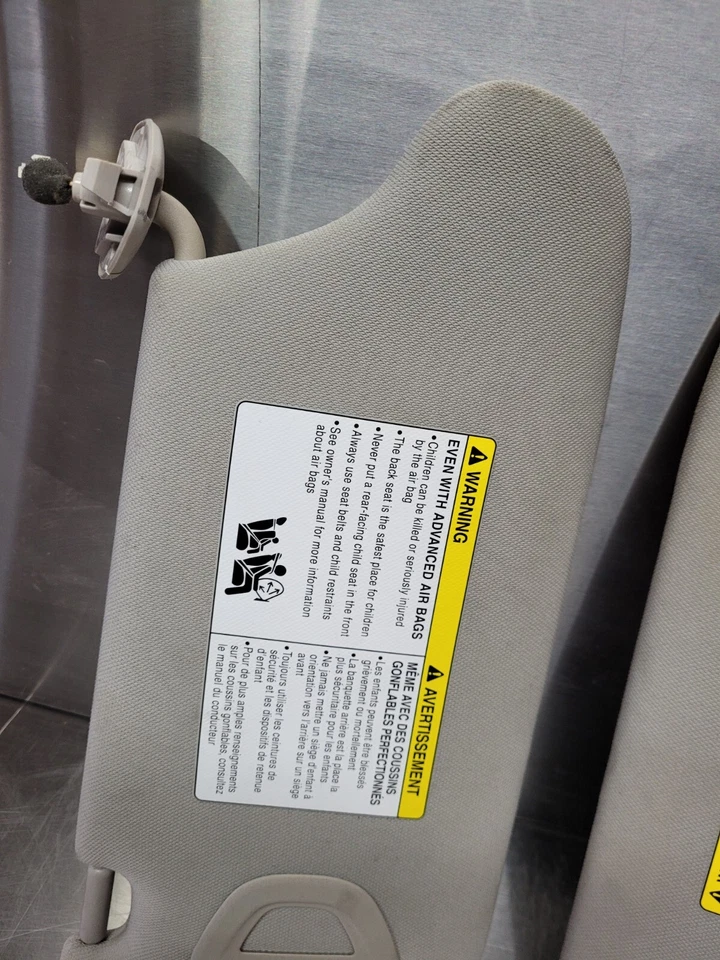 WARNING
EVEN WITH ADVANCED AIR BAGS
• Children can be killed or seriously injured
by the air bag
• The back seat is the safest place for children
• Never put a rear-facing child seat in the front
• Always use seat belts and child restraints
• See owner's manual for more information
about air bags
AVERTISSEMENT
MÊME AVEC DES COUSSINS
GONFLABLES PERFECTIONNÉS
• Les enfants peuvent être blessés
grièvement ou mortellement
• La banquette arrière est la place la
plus sécuritaire pour les enfants
• Ne jamais mettre un siège d'enfant à
orientation vers l'arrière sur un siège
avant
• Toujours utiliser les ceintures de
sécurité et les dispositifs de retenue
d'enfant
• Pour de plus amples renseignements
sur les coussins gonflables, consultez
le manuel du conducteur